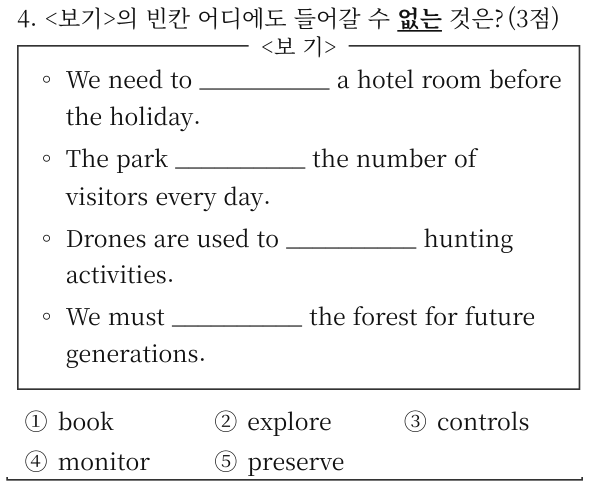 4. <보기>의 빈칸 어디에도 들어갈 수 없는 것은? (3점)
<보 기>
◦ We need to __________ a hotel room before
the holiday.
◦ The park __________ the number of
visitors every day.
◦ Drones are used to __________ hunting
activities.
◦ We must __________ the forest for future
generations.
① book ② explore ③ controls
④ monitor ⑤ preserve